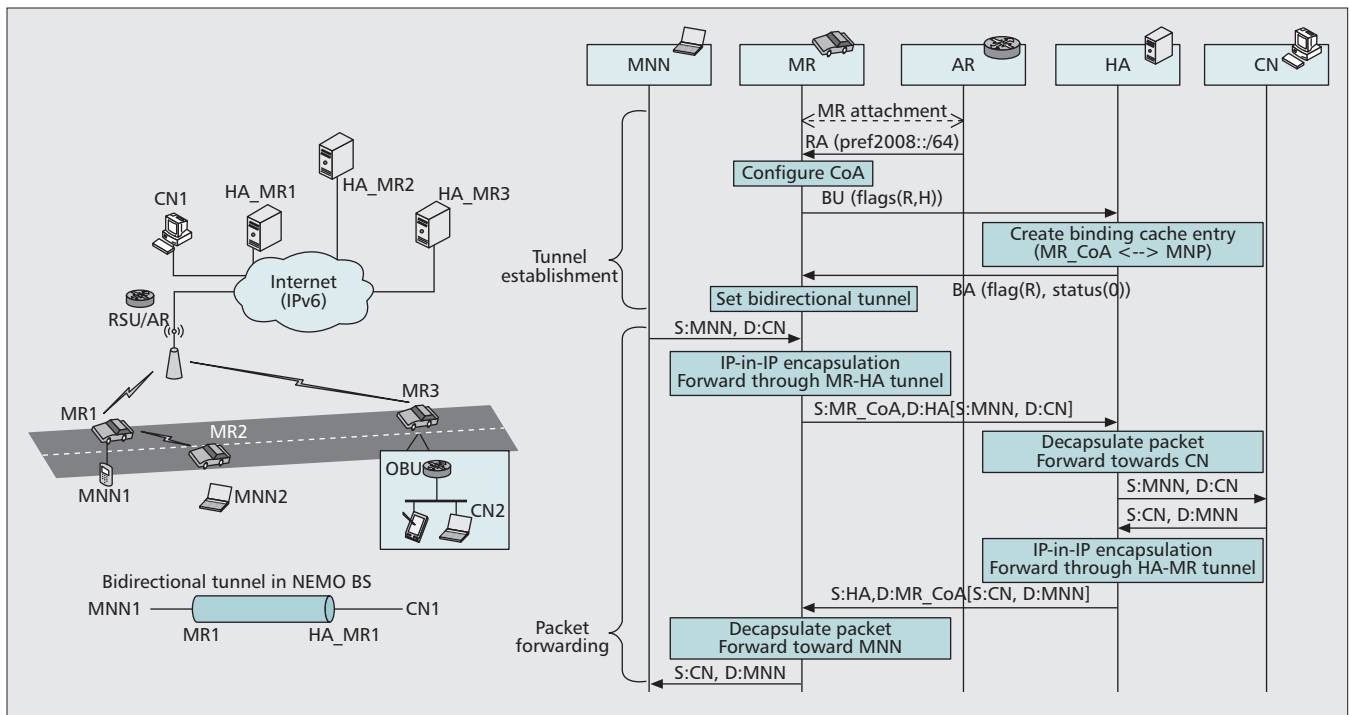 HA_MR2
HA_MR1
HA_MR3
CN1
Internet
(IPv6)
RSU/AR
MR3
MR1
MR2
MNN1
MNN2
OBU
CN2
Bidirectional tunnel in NEMO BS
MNN1
CN1
MR1
HA_MR1
MNN
MR
AR
HA
CN
Tunnel
establishment
MR attachment
RA (pref2008::/64)
Configure CoA
BU (flags(R,H))
Create binding cache entry
(MR_CoA <--> MNP)
BA (flag(R), status(0))
Set bidirectional tunnel
Packet
forwarding
S:MNN, D:CN
IP-in-IP encapsulation
Forward through MR-HA tunnel
S:MR_CoA,D:HA[S:MNN, D:CN]
Decapsulate packet
Forward towards CN
S:MNN, D:CN
S:CN, D:MNN
IP-in-IP encapsulation
Forward through HA-MR tunnel
S:HA,D:MR_CoA[S:CN, D:MNN]
Decapsulate packet
Forward toward MNN
S:CN, D:MNN